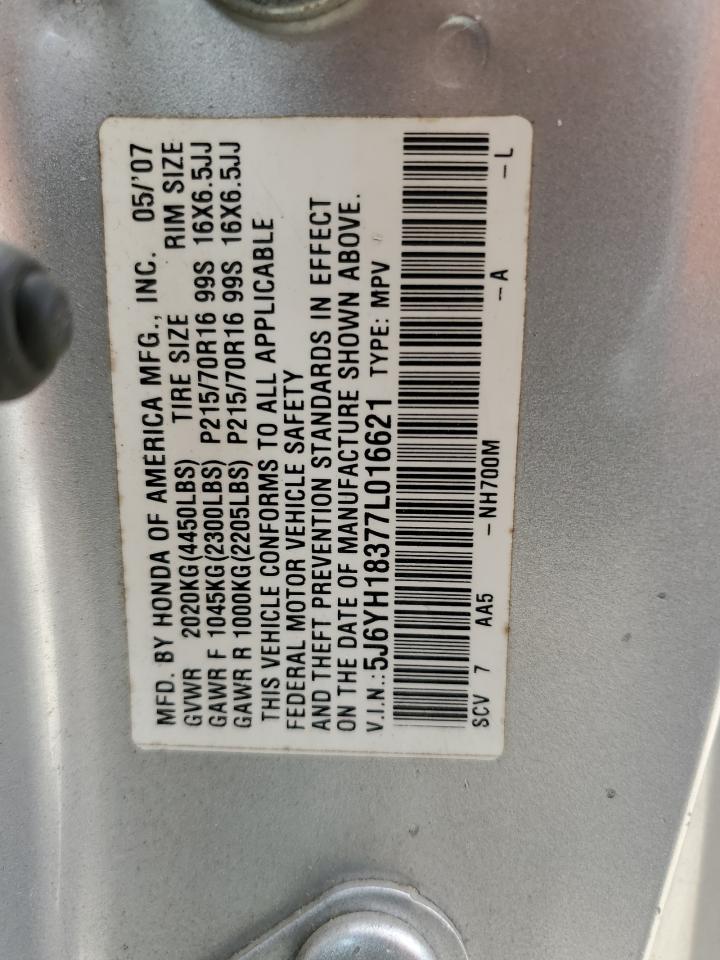 MFD. BY HONDA OF AMERICA MFG., INC. 05/'07
GVWR 2020KG(4450LBS) TIRE SIZE RIM SIZE
GAWR F 1045KG(2300LBS) P215/70R16 99S 16X6.5JJ
GAWR R 1000KG(2205LBS) P215/70R16 99S 16X6.5JJ
THIS VEHICLE CONFORMS TO ALL APPLICABLE
FEDERAL MOTOR VEHICLE SAFETY
AND THEFT PREVENTION STANDARDS IN EFFECT
ON THE DATE OF MANUFACTURE SHOWN ABOVE.
V.I.N.:5J6YH18377L016621 TYPE: MPV
SCV 7 AA5 -NH700M --A -L